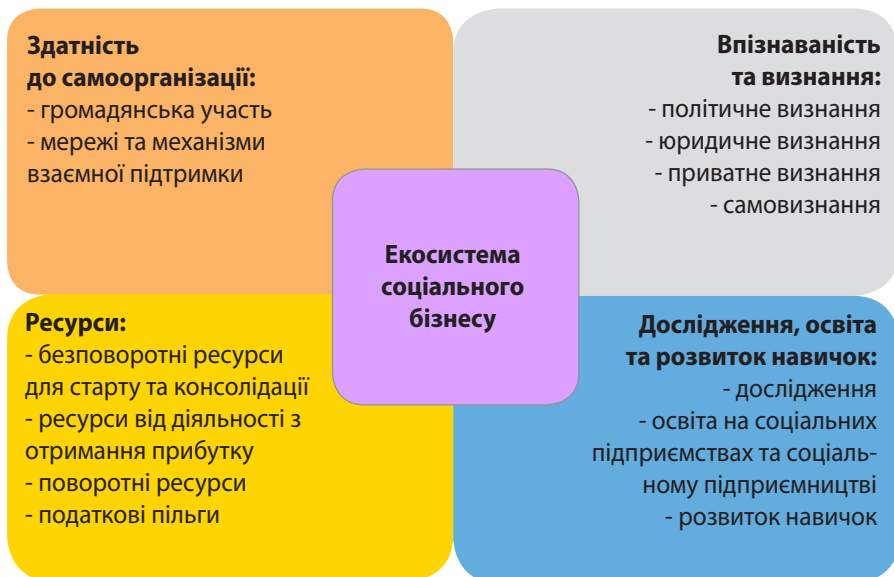 Здатність
до самоорганізації:
- громадянська участь
- мережі та механізми
взаємної підтримки
Впізнаваність
та визнання:
- політичне визнання
- юридичне визнання
- приватне визнання
- самовизнання
Екосистема
соціального
бізнесу
Ресурси:
- безповоротні ресурси
для старту та консолідації
- ресурси від діяльності з
отримання прибутку
- поворотні ресурси
- податкові пільги
Дослідження, освіта
та розвиток навичок:
- дослідження
- освіта на соціальних
підприємствах та соціаль-
ному підприємництві
- розвиток навичок